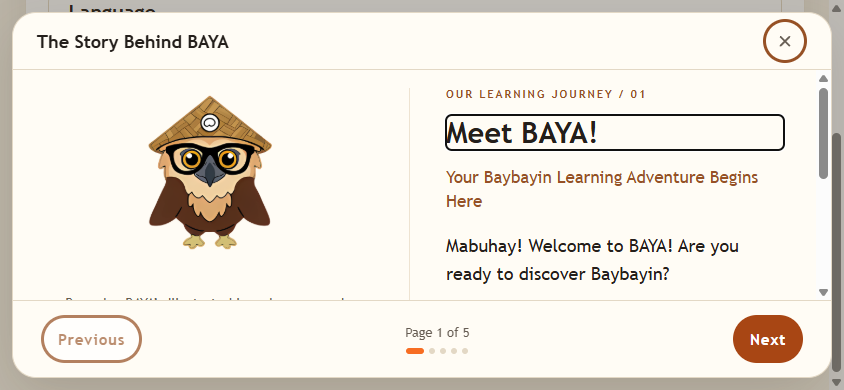 Language
The Story Behind BAYA
OUR LEARNING JOURNEY / 01
Meet BAYA!
Your Baybayin Learning Adventure Begins
Here
Mabuhay! Welcome to BAYA! Are you
ready to discover Baybayin?
Previous
Page 1 of 5
Next